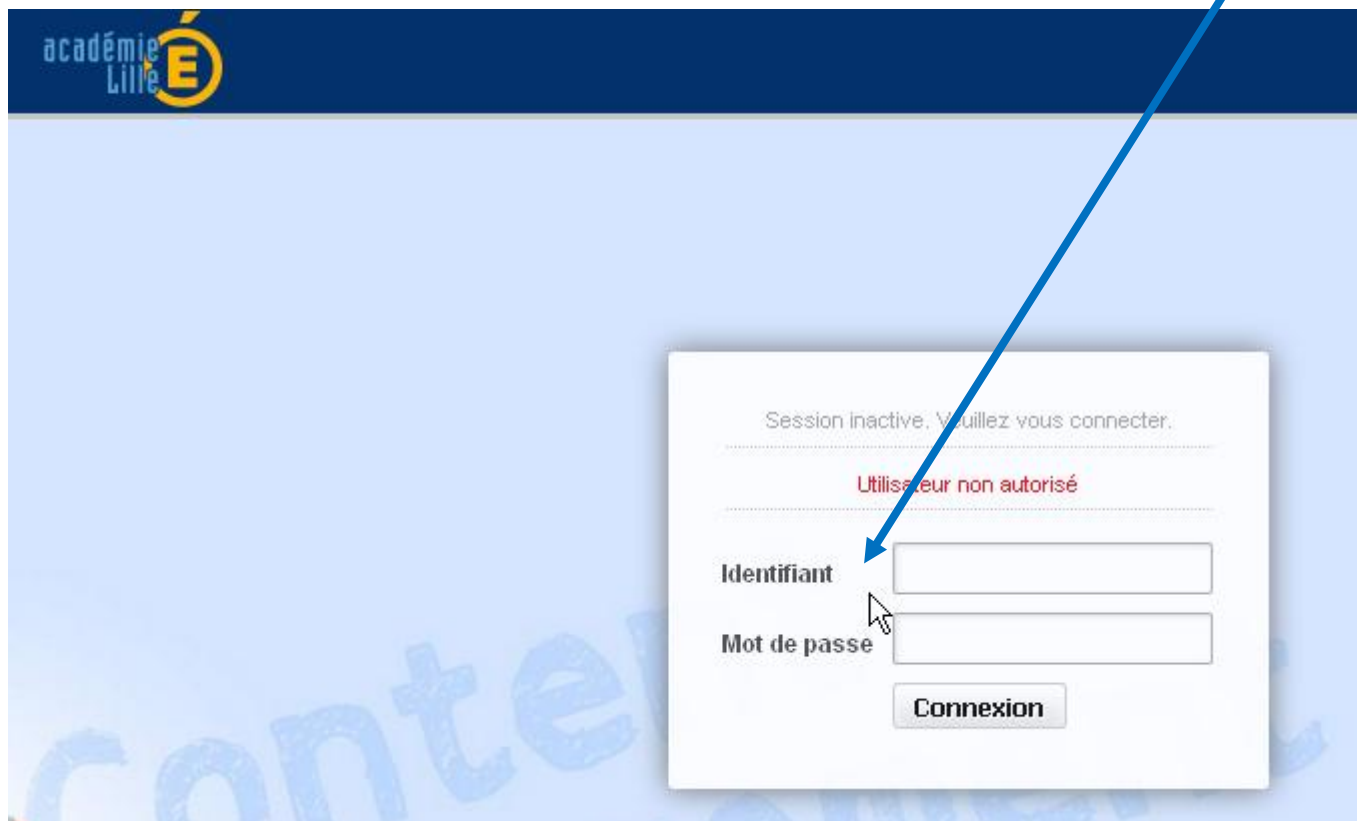 académie
Lille
É
Session inactive. Veuillez vous connecter.
Utilisateur non autorisé
Identifiant
Mot de passe
Connexion